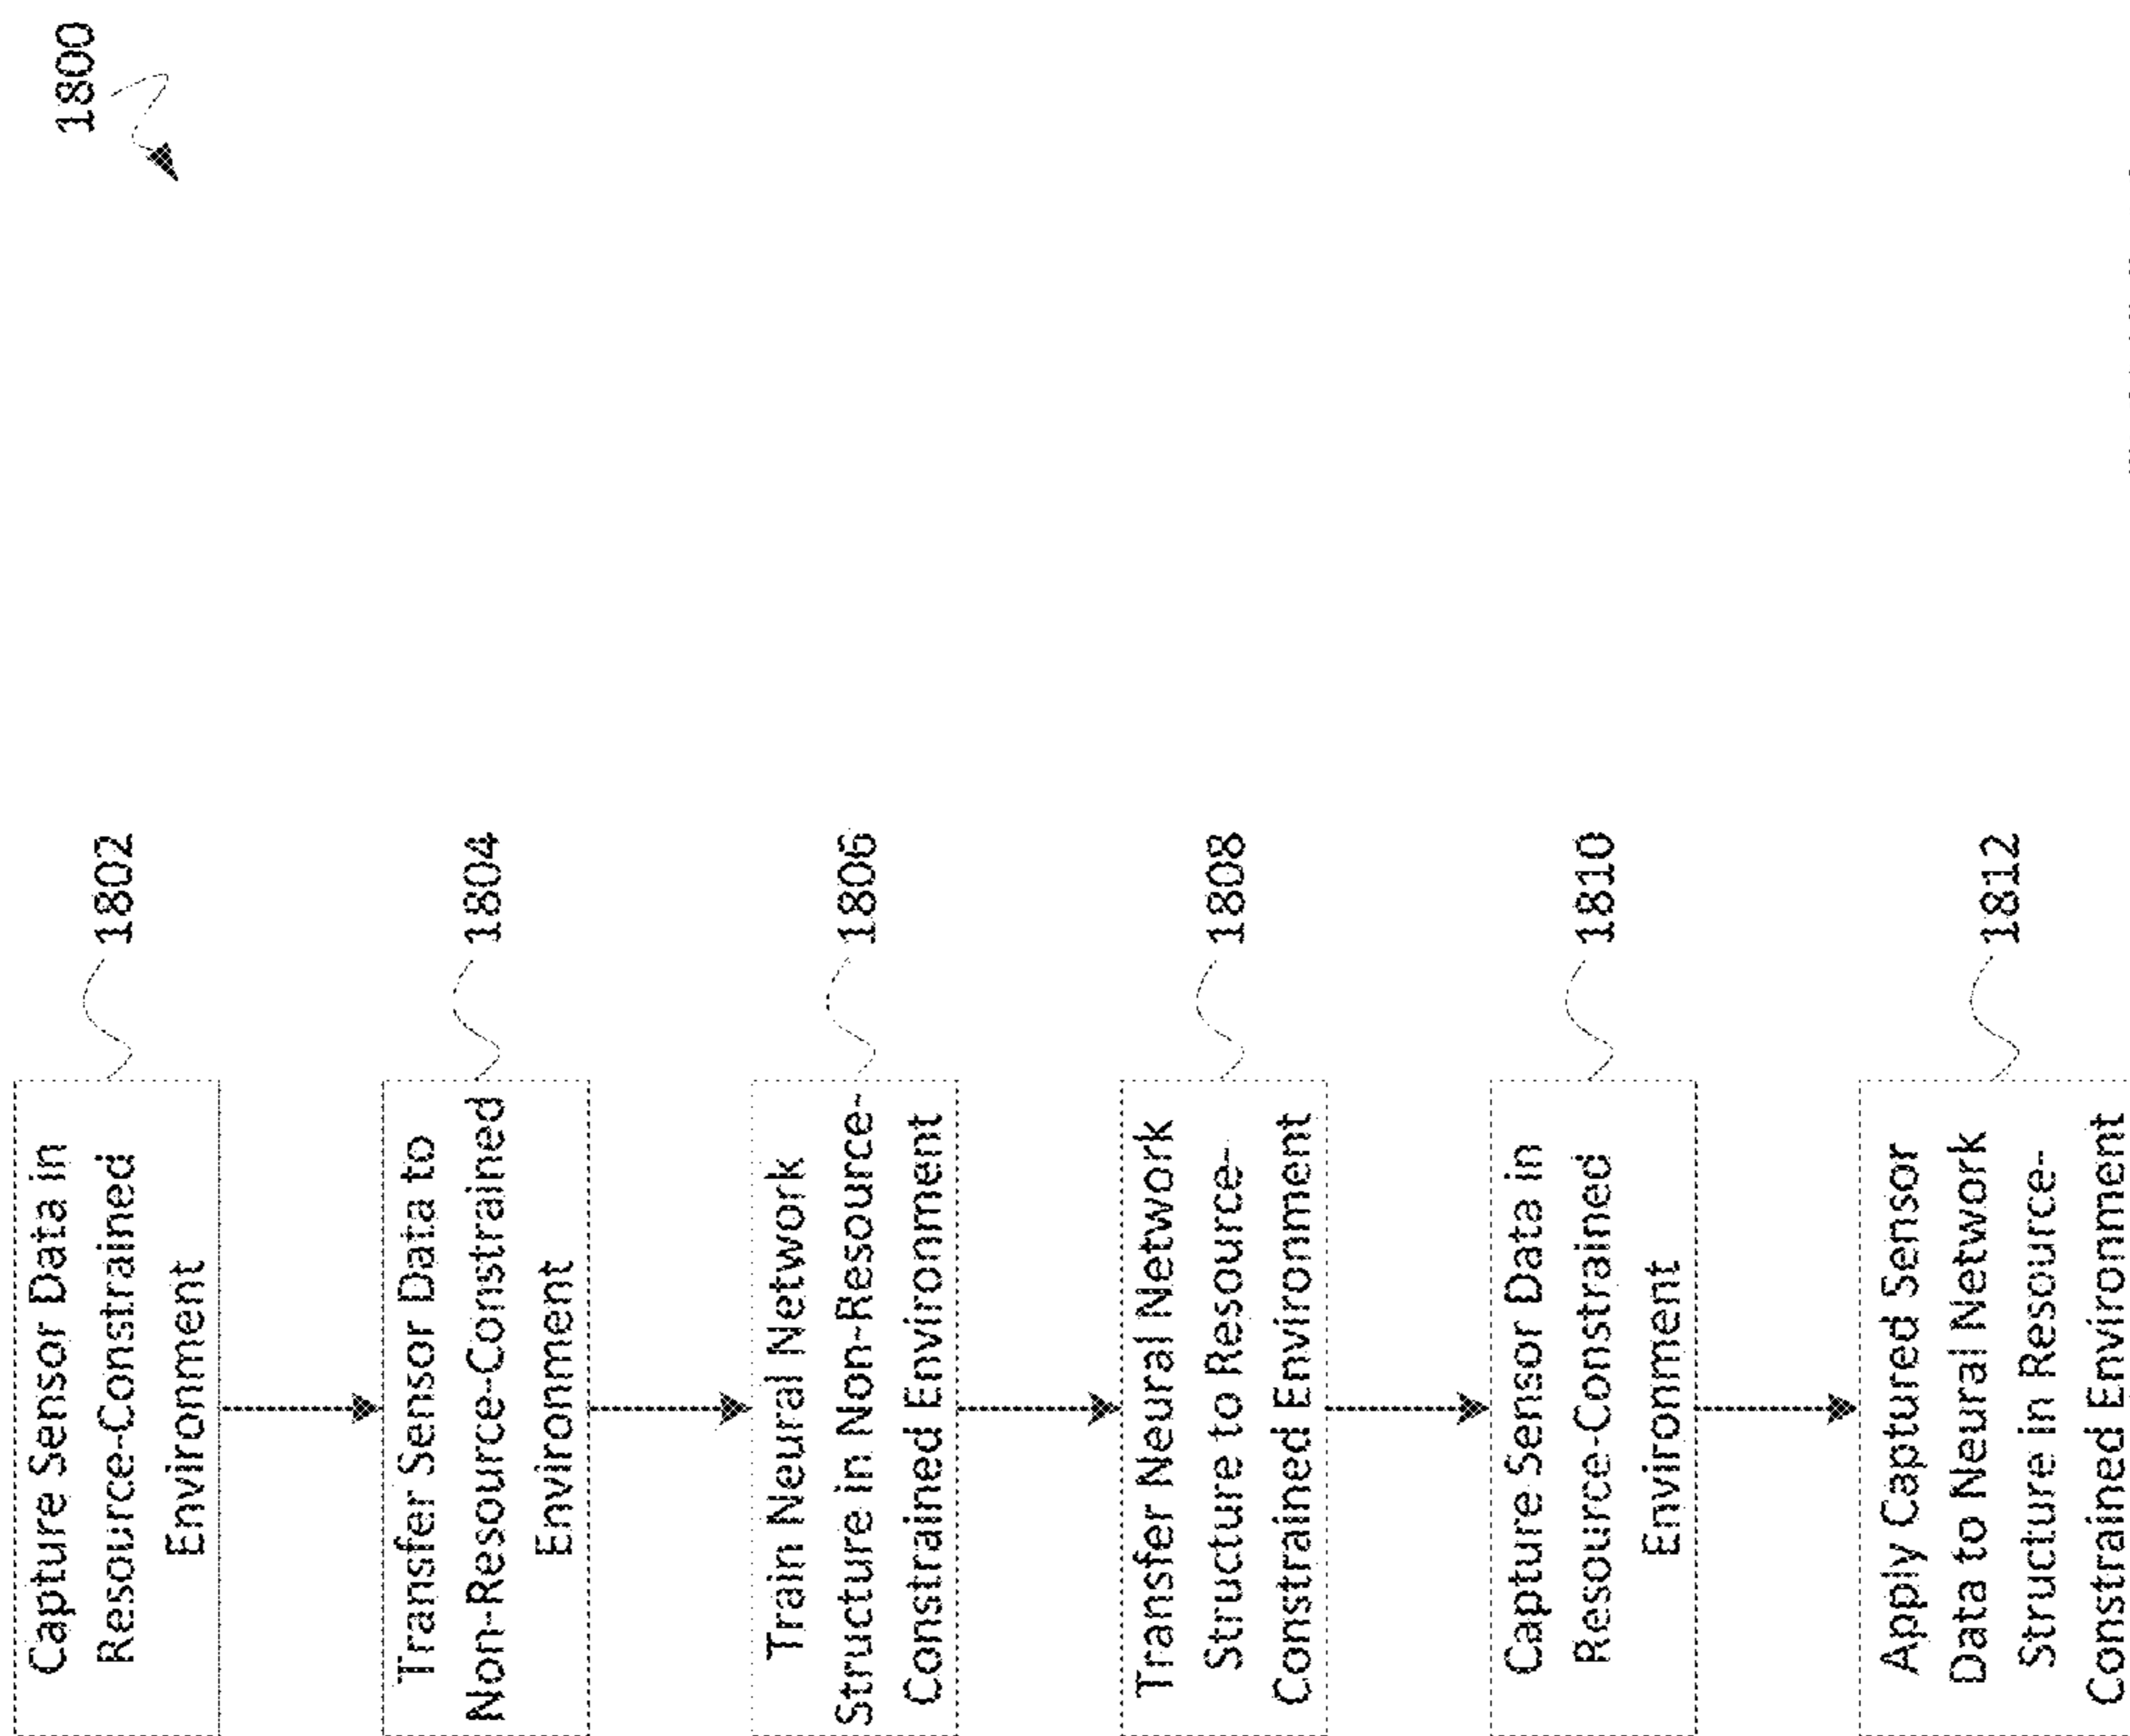 1800
Capture Sensor Data in
Resource-Constrained
Environment
1802
Transfer Sensor Data to
Non-Resource-Constrained
Environment
1804
Train Neural Network
Structure in Non-Resource-
Constrained Environment
1806
Transfer Neural Network
Structure to Resource-
Constrained Environment
1808
Capture Sensor Data in
Resource-Constrained
Environment
1810
Apply Captured Sensor
Data to Neural Network
Structure in Resource-
Constrained Environment
1812